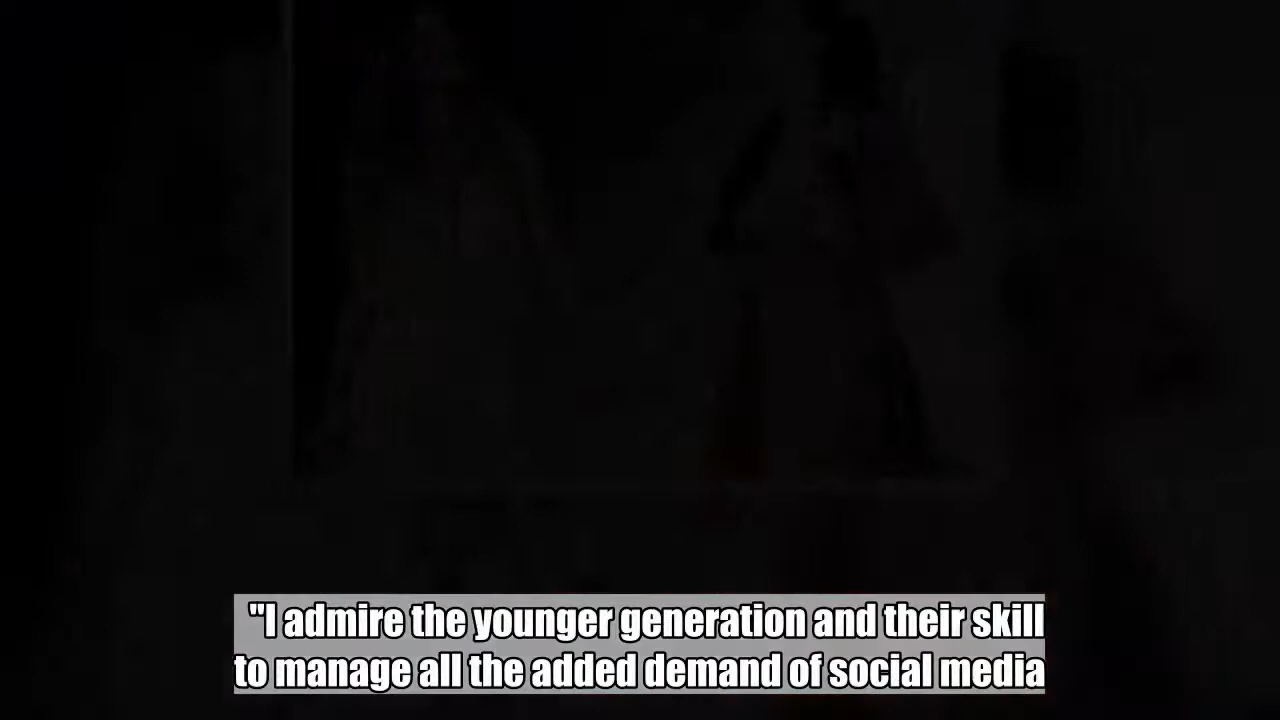 "I admire the younger generation and their skill
to manage all the added demand of social media